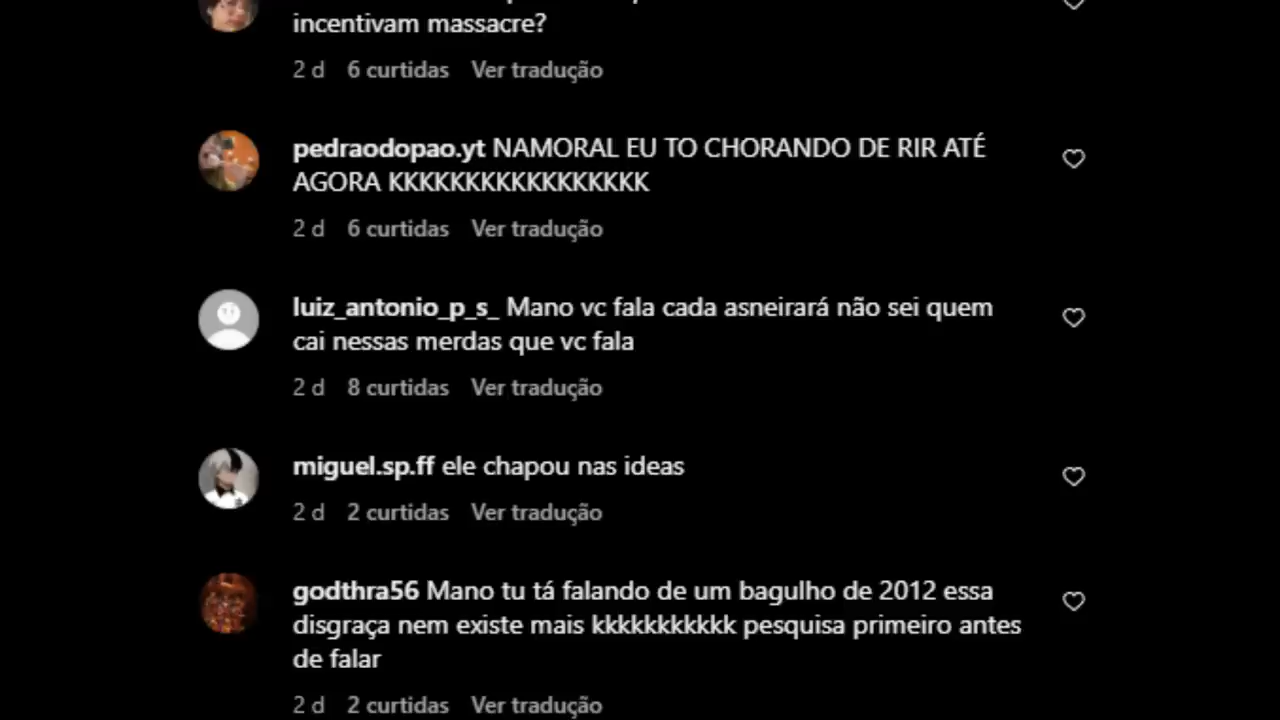 incentivam massacre?
2 d 6 curtidas Ver tradução
pedraodopao.yt NAMORAL EU TO CHORANDO DE RIR ATÉ
AGORA KKKKKKKKKKKKKKKKK
2 d 6 curtidas Ver tradução
luiz_antonio_p_s_ Mano vc fala cada asneirará não sei quem
cai nessas merdas que vc fala
2 d 8 curtidas Ver tradução
miguel.sp.ff ele chapou nas ideas
2 d 2 curtidas Ver tradução
godthra56 Mano tu tá falando de um bagulho de 2012 essa
disgraça nem existe mais kkkkkkkkkkk pesquisa primeiro antes
de falar
2 d 2 curtidas Ver tradução